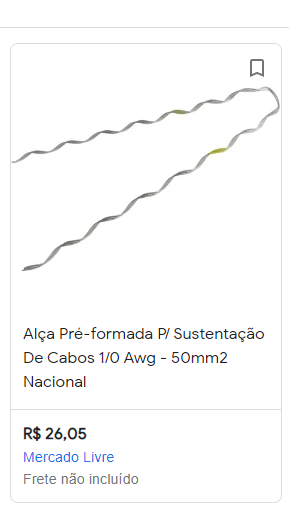 Alça Pré-formada P/ Sustentação
De Cabos 1/0 Awg - 50mm2
Nacional
R$ 26,05
Mercado Livre
Frete não incluído